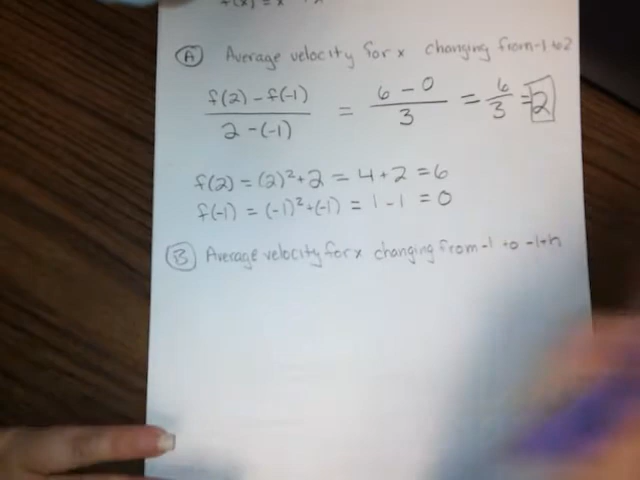 (A) Average velocity for x changing from -1 to 2
f(2) - f(-1) / 2 - (-1) = 6 - 0 / 3 = 6/3 = 2
f(2) = (2)² + 2 = 4 + 2 = 6
f(-1) = (-1)² + (-1) = 1 - 1 = 0
(B) Average velocity for x changing from -1 to -1+h